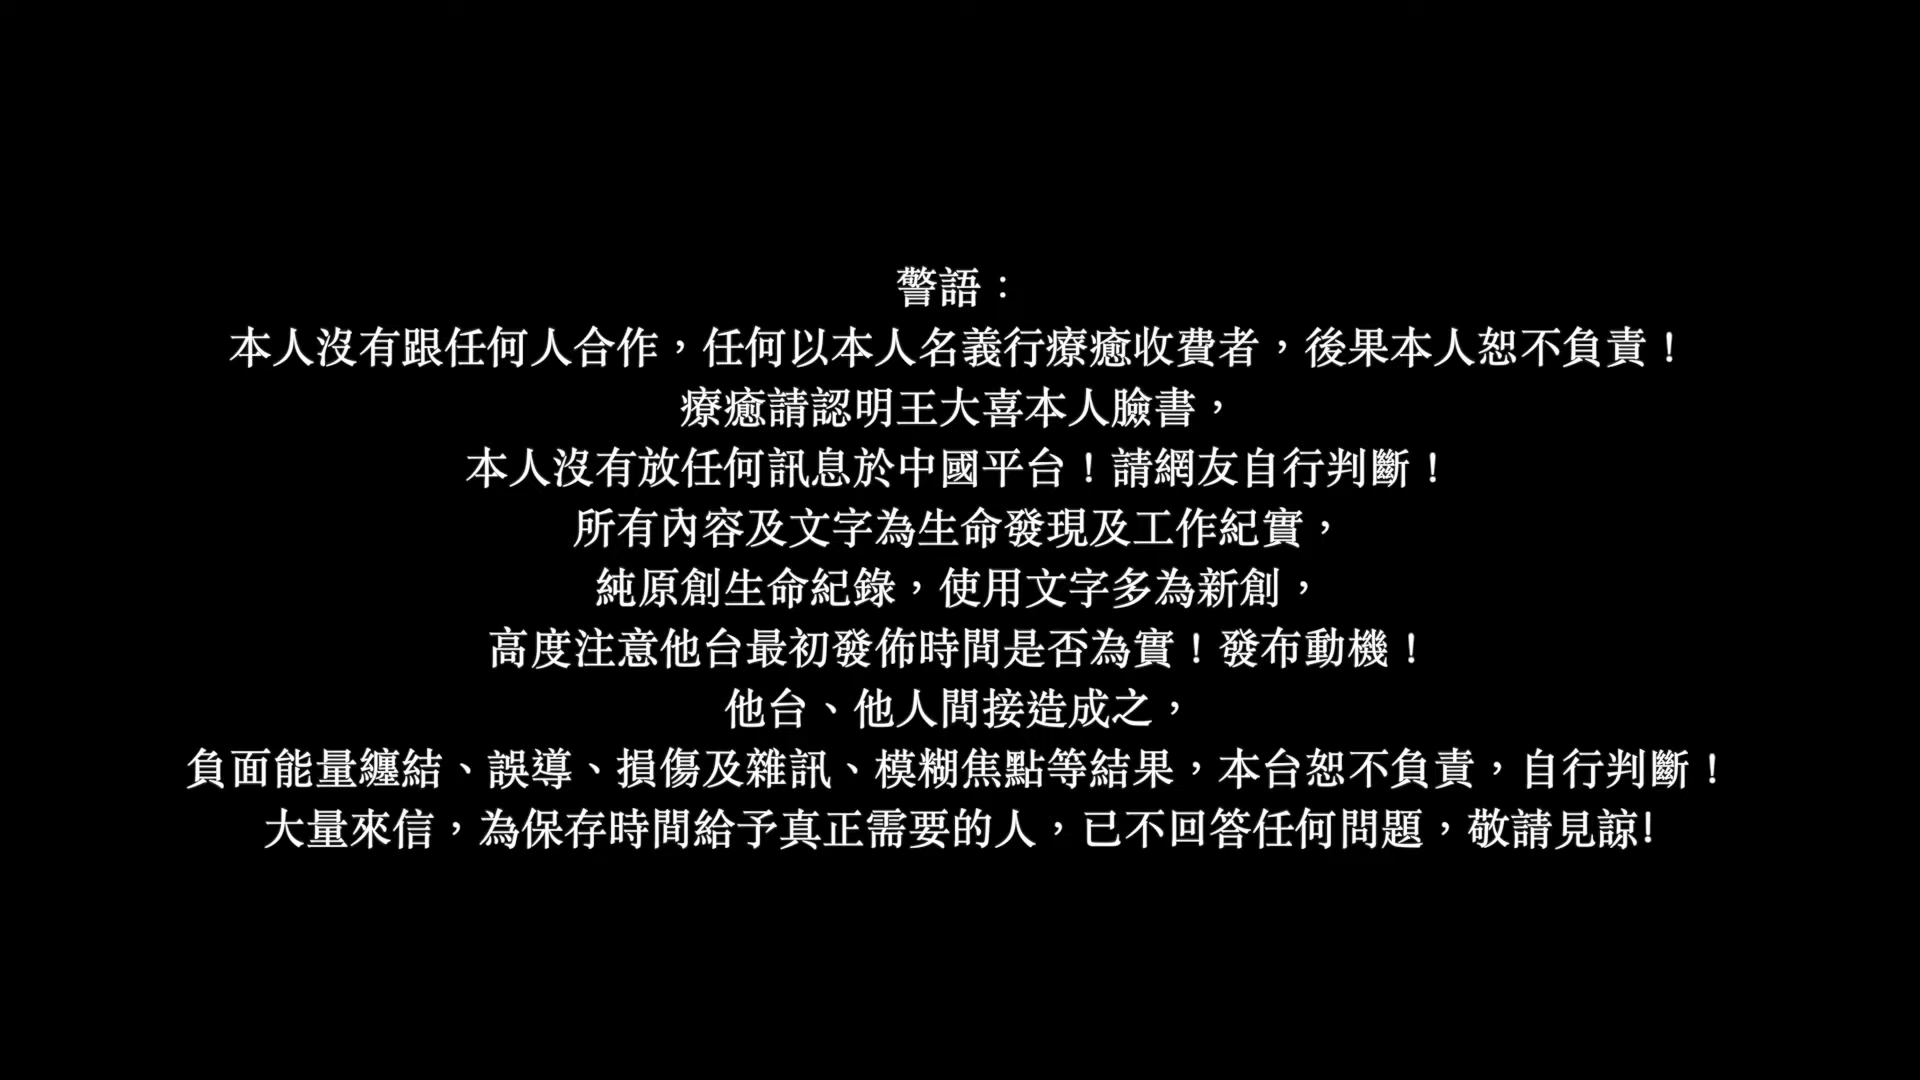 警語：
本人沒有跟任何人合作，任何以本人名義行療癒收費者，後果本人恕不負責！
療癒請認明王大喜本人臉書，
本人沒有放任何訊息於中國平台！請網友自行判斷！
所有內容及文字為生命發現及工作紀實，
純原創生命紀錄，使用文字多為新創，
高度注意他台最初發佈時間是否為實！發布動機！
他台、他人間接造成之，
負面能量纏結、誤導、損傷及雜訊、模糊焦點等結果，本台恕不負責，自行判斷！
大量來信，為保存時間給予真正需要的人，已不回答任何問題，敬請見諒!